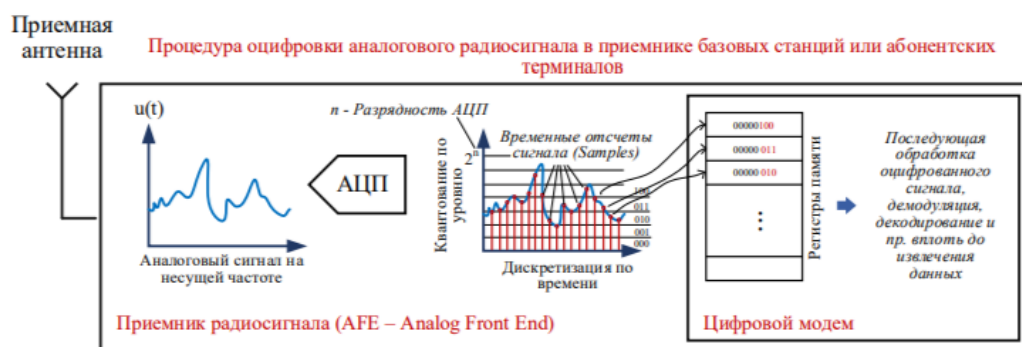 Приемная
антенна
Процедура оцифровки аналогового радиосигнала в приемнике базовых станций или абонентских
терминалов
u(t)
Аналоговый сигнал на
несущей частоте
АЦП
n - Разрядность АЦП
2ⁿ
Квантование по
уровню
Временные отсчеты
сигнала (Samples)
100
011
010
001
000
Дискретизация по
времени
00000100
00000 011
00000 010
⋮
Регистры памяти
Последующая
обработка
оцифрованного
сигнала,
демодуляция,
декодирование и
пр. вплоть до
извлечения
данных
Приемник радиосигнала (AFE – Analog Front End)
Цифровой модем